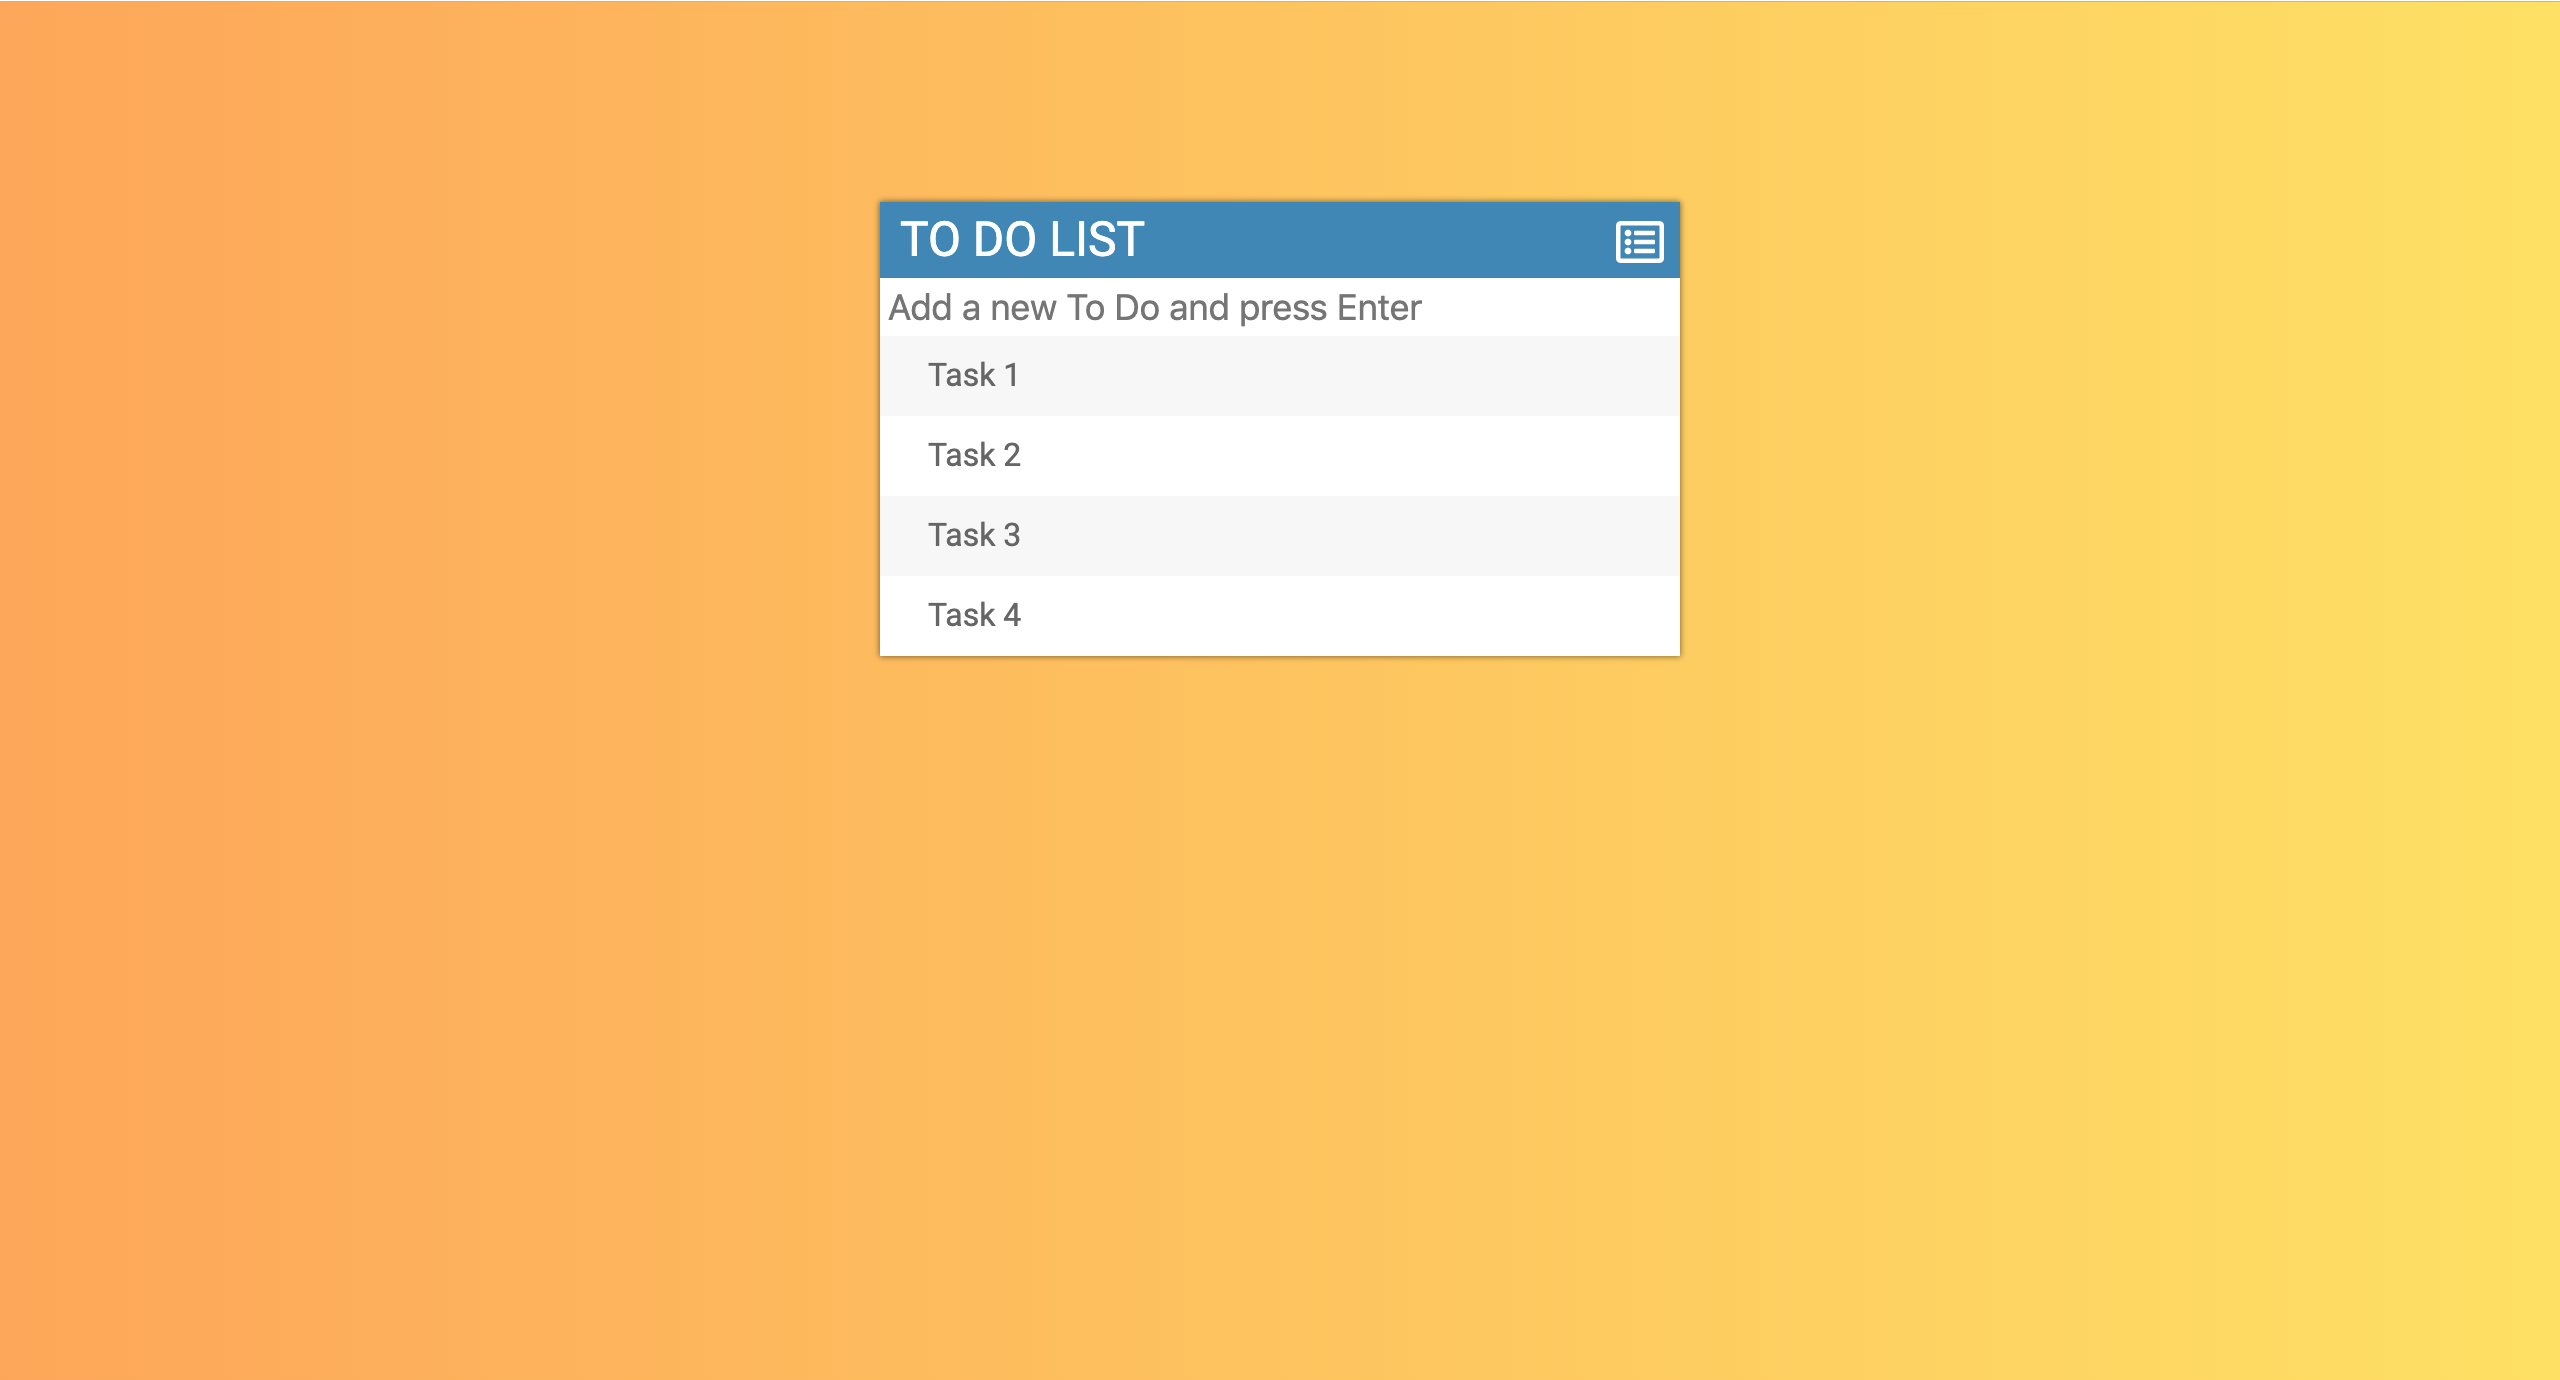 TO DO LIST
Add a new To Do and press Enter
Task 1
Task 2
Task 3
Task 4